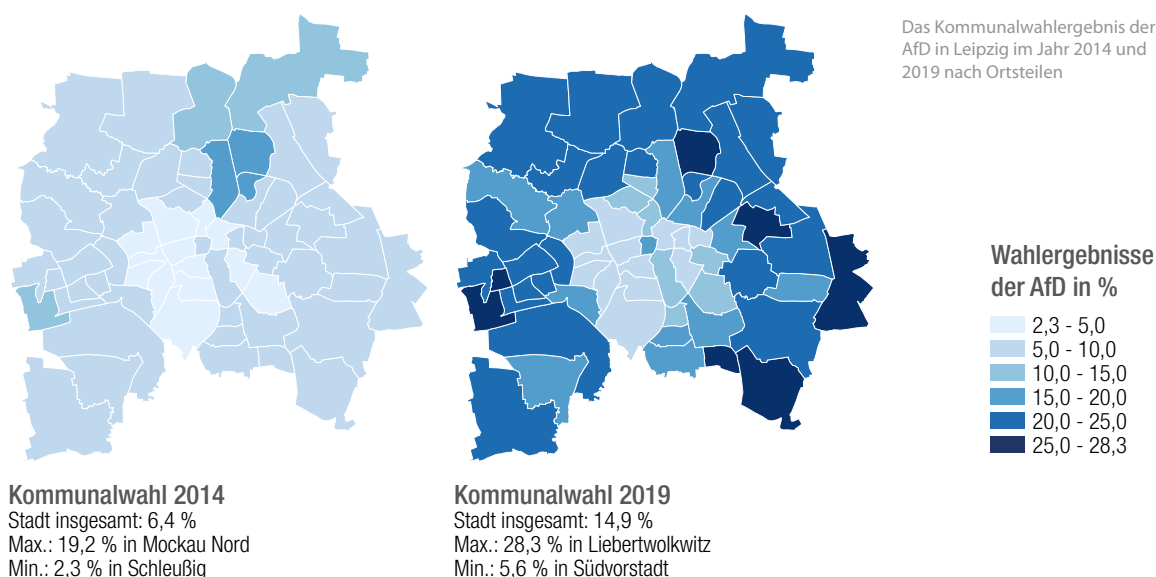 Das Kommunalwahlergebnis der
AfD in Leipzig im Jahr 2014 und
2019 nach Ortsteilen
Wahlergebnisse
der AfD in %
2,3 - 5,0
5,0 - 10,0
10,0 - 15,0
15,0 - 20,0
20,0 - 25,0
25,0 - 28,3
Kommunalwahl 2014
Stadt insgesamt: 6,4 %
Max.: 19,2 % in Mockau Nord
Min.: 2,3 % in Schleußig
Kommunalwahl 2019
Stadt insgesamt: 14,9 %
Max.: 28,3 % in Liebertwolkwitz
Min.: 5,6 % in Südvorstadt